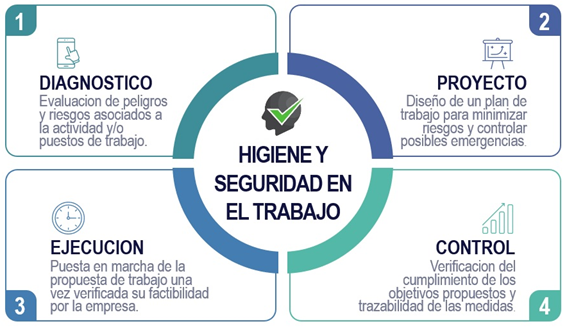 1
DIAGNOSTICO
Evaluacion de peligros
y riesgos asociados a
la actividad y/o
puestos de trabajo.
2
PROYECTO
Diseño de un plan de
trabajo para minimizar
riesgos y controlar
posibles emergencias.
HIGIENE Y
SEGURIDAD EN
EL TRABAJO
EJECUCION
Puesta en marcha de la
propuesta de trabajo una
vez verificada su factibilidad
por la empresa.
3
CONTROL
Verificacion del
cumplimiento de los
objetivos propuestos y
trazabilidad de las medidas.
4